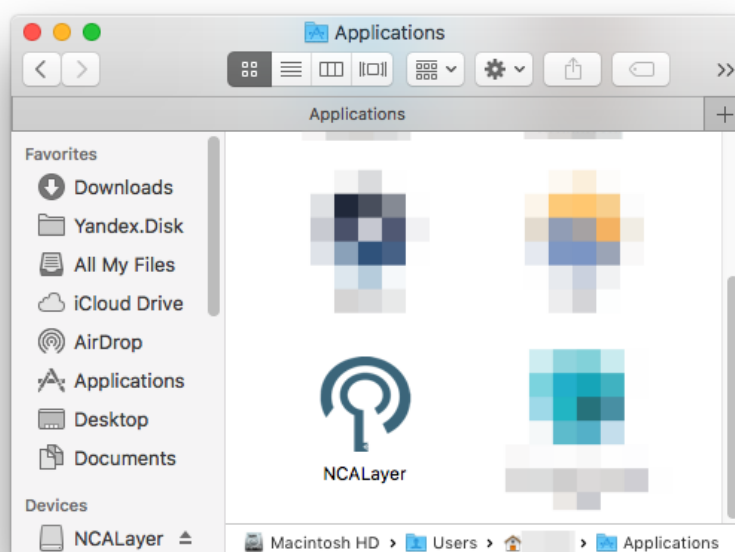 Applications
Applications
Favorites
Downloads
Yandex.Disk
All My Files
iCloud Drive
AirDrop
Applications
Desktop
Documents
Devices
NCALayer
NCALayer
Macintosh HD › Users › › Applications